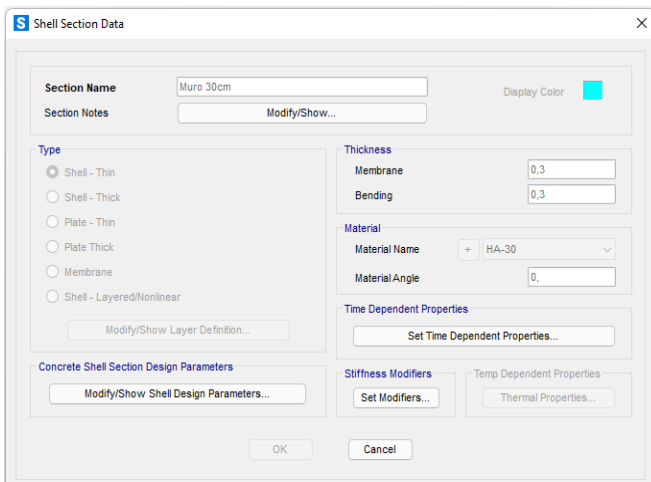 S Shell Section Data
Section Name Muro 30cm Display Color
Section Notes Modify/Show...
Type
Shell - Thin
Shell - Thick
Plate - Thin
Plate Thick
Membrane
Shell - Layered/Nonlinear
Modify/Show Layer Definition...
Thickness
Membrane 0,3
Bending 0,3
Material
Material Name + HA-30
Material Angle 0,
Time Dependent Properties
Set Time Dependent Properties...
Concrete Shell Section Design Parameters
Modify/Show Shell Design Parameters...
Stiffness Modifiers
Set Modifiers...
Temp Dependent Properties
Thermal Properties...
OK Cancel